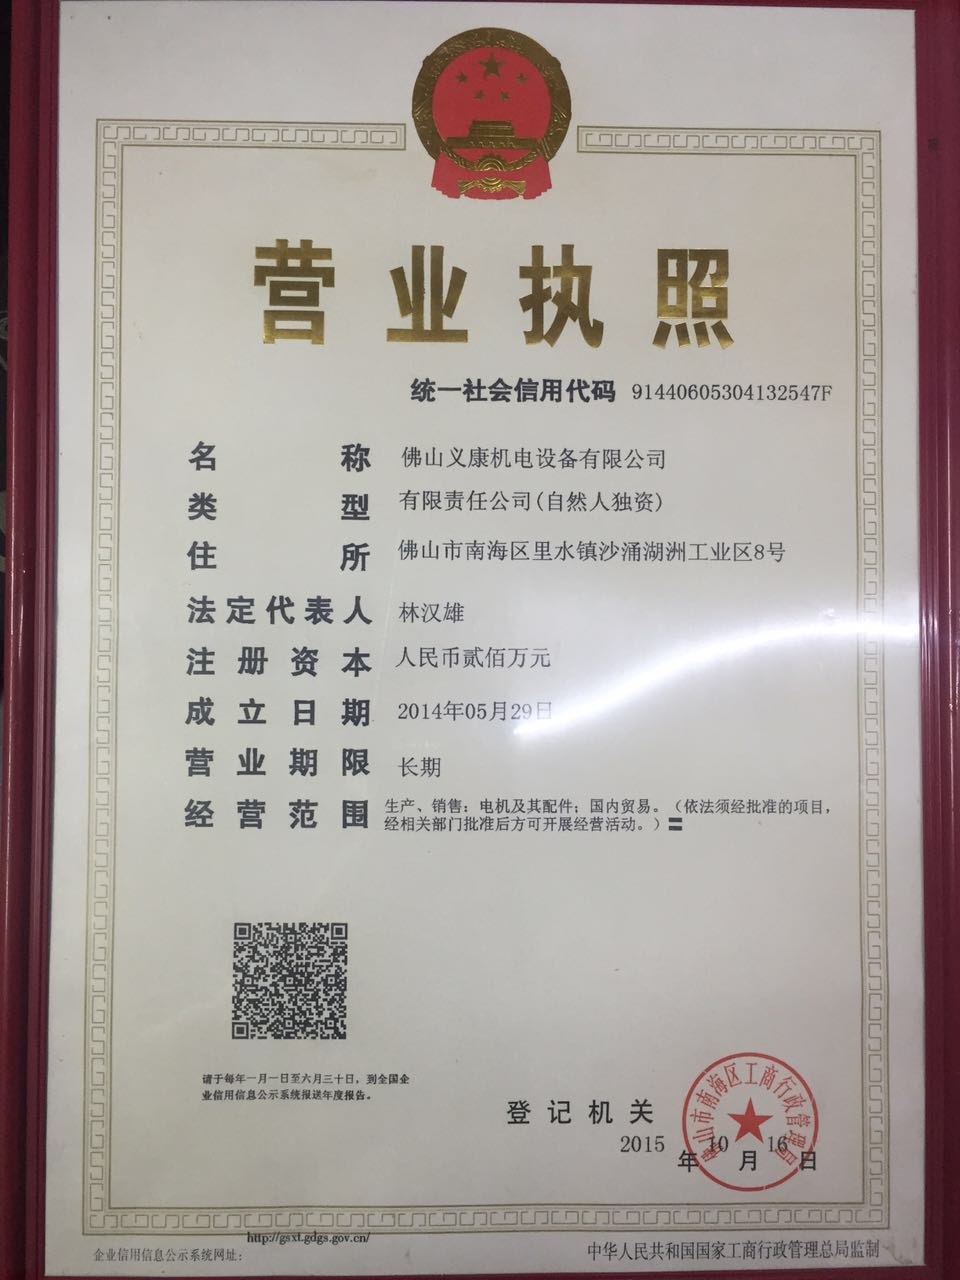 营业执照
统一社会信用代码 91440605304132547F
名称 佛山义康机电设备有限公司
类型 有限责任公司(自然人独资)
住所 佛山市南海区里水镇沙涌湖洲工业区8号
法定代表人 林汉雄
注册资本 人民币贰佰万元
成立日期 2014年05月29日
营业期限 长期
经营范围 生产、销售：电机及其配件；国内贸易。（依法须经批准的项目，
经相关部门批准后方可开展经营活动。）〓
请于每年一月一日至六月三十日，到全国企
业信用信息公示系统报送年度报告。
登记机关
佛山市南海区工商行政管理局
2015年10月16日
http://gsxt.gdgs.gov.cn/
企业信用信息公示系统网址：
中华人民共和国国家工商行政管理总局监制